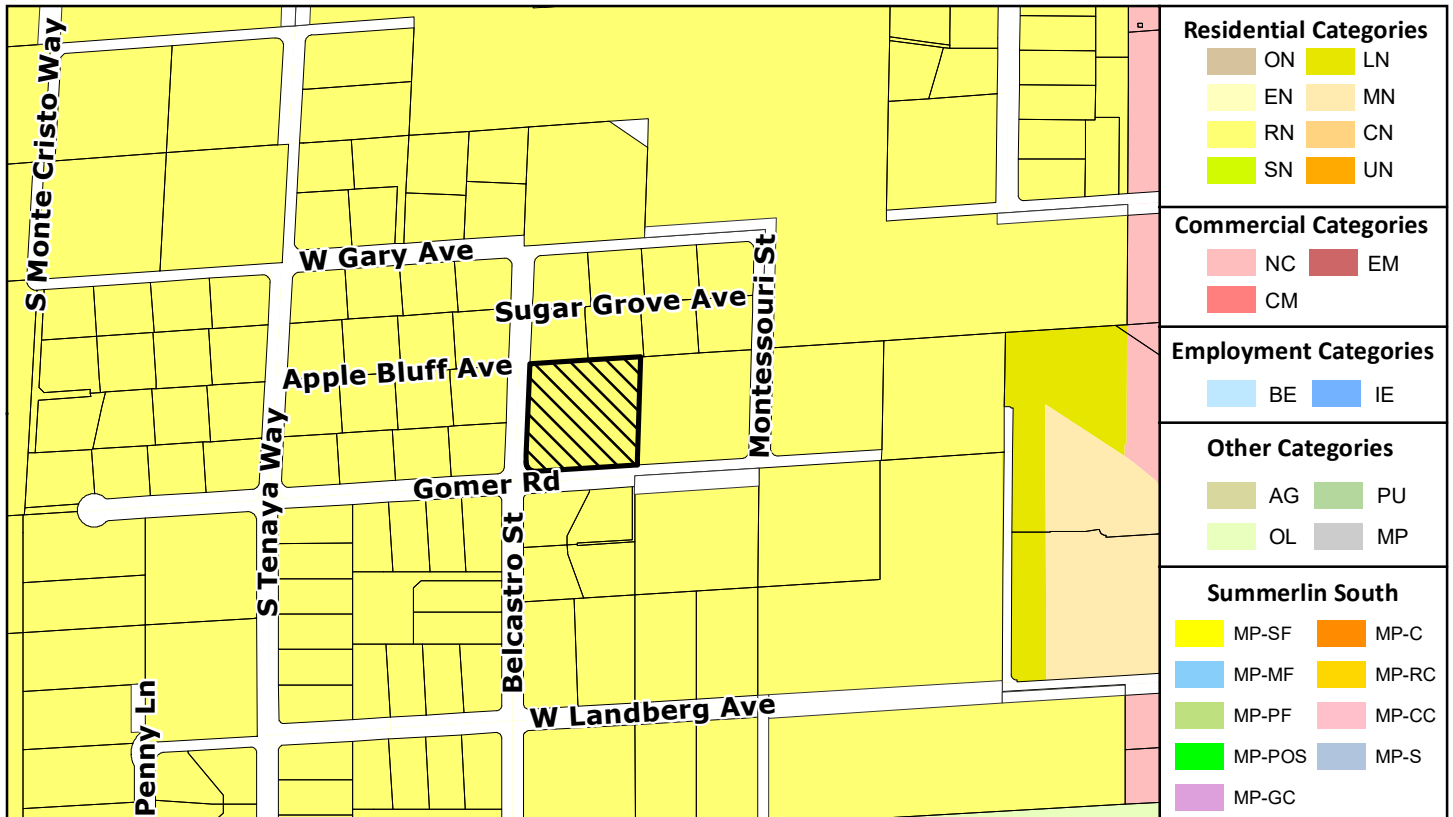 S Monte Cristo Way
W Gary Ave
Sugar Grove Ave
Montessouri St
Apple Bluff Ave
S Tenaya Way
Gomer Rd
Belcastro St
W Landberg Ave
Penny Ln
Residential Categories
ON LN
EN MN
RN CN
SN UN
Commercial Categories
NC EM
CM
Employment Categories
BE IE
Other Categories
AG PU
OL MP
Summerlin South
MP-SF MP-C
MP-MF MP-RC
MP-PF MP-CC
MP-POS MP-S
MP-GC